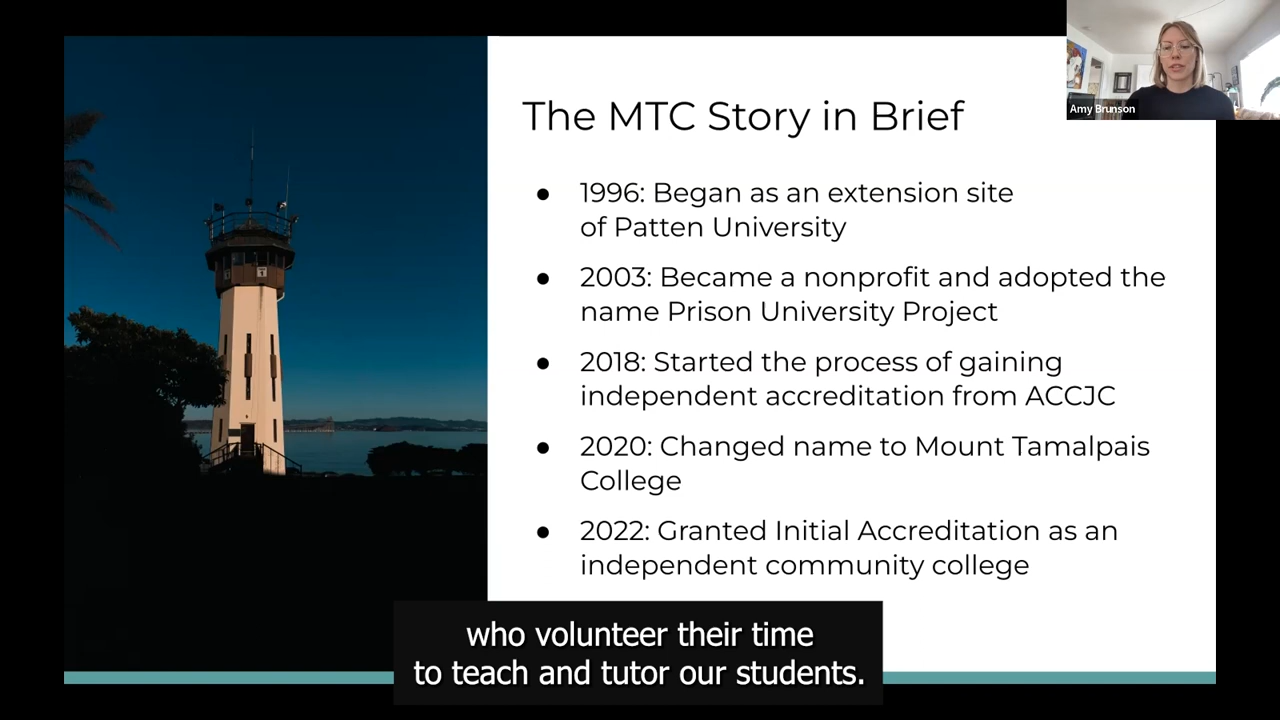 Amy Brunson
The MTC Story in Brief
● 1996: Began as an extension site
of Patten University
● 2003: Became a nonprofit and adopted the
name Prison University Project
● 2018: Started the process of gaining
independent accreditation from ACCJC
● 2020: Changed name to Mount Tamalpais
College
● 2022: Granted Initial Accreditation as an
independent community college
who volunteer their time
to teach and tutor our students.